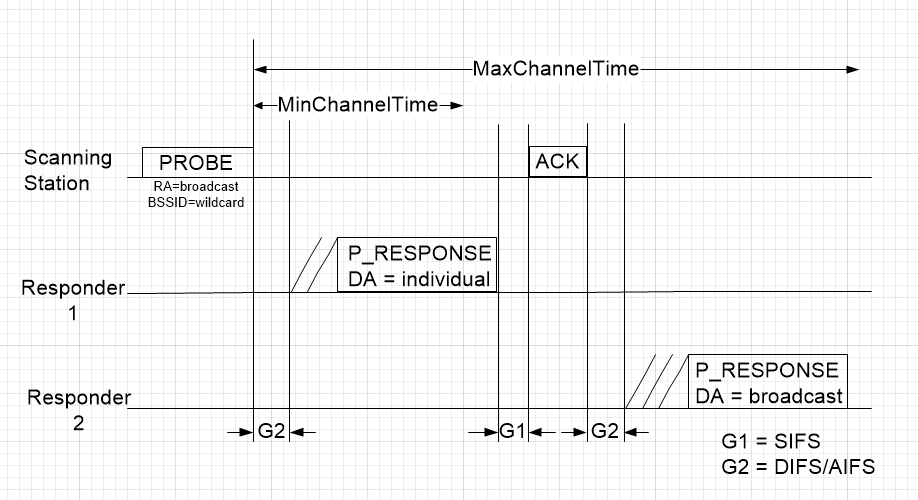 MaxChannelTime
MinChannelTime
Scanning
Station
PROBE
RA=broadcast
BSSID=wildcard
ACK
P_RESPONSE
DA = individual
Responder
1
P_RESPONSE
DA = broadcast
Responder
2
G2
G1
G2
G1 = SIFS
G2 = DIFS/AIFS